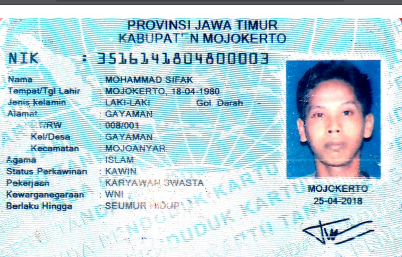 PROVINSI JAWA TIMUR
KABUPATEN MOJOKERTO
NIK : 3516141804800003
Nama : MOHAMMAD SIFAK
Tempat/Tgl Lahir : MOJOKERTO, 18-04-1980
Jenis kelamin : LAKI-LAKI Gol. Darah -
Alamat : GAYAMAN
RT/RW : 008/001
Kel/Desa : GAYAMAN
Kecamatan : MOJOANYAR
Agama : ISLAM
Status Perkawinan : KAWIN
Pekerjaan : KARYAWAN SWASTA
Kewarganegaraan : WNI
Berlaku Hingga : SEUMUR HIDUP
MOJOKERTO
25-04-2018